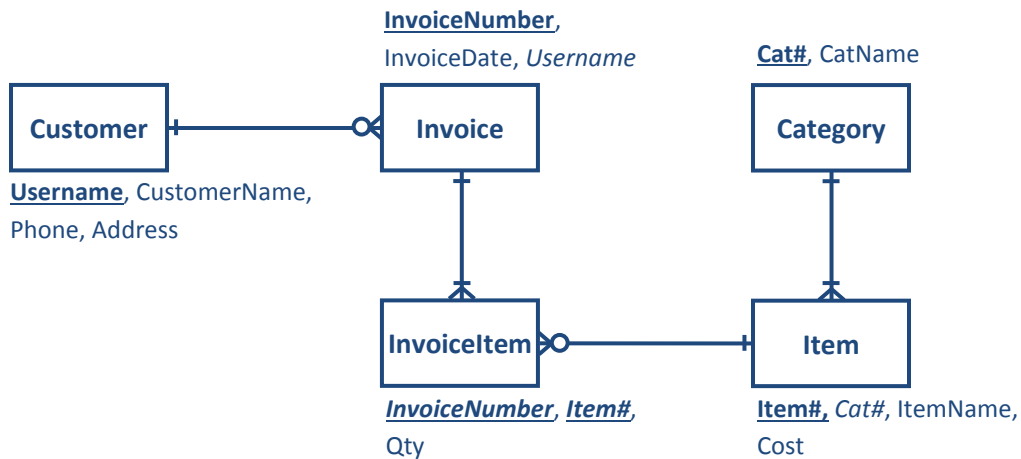 InvoiceNumber,
InvoiceDate, Username
Cat#, CatName
Customer
Invoice
Category
Username, CustomerName,
Phone, Address
InvoiceItem
Item
InvoiceNumber, Item#,
Qty
Item#, Cat#, ItemName,
Cost